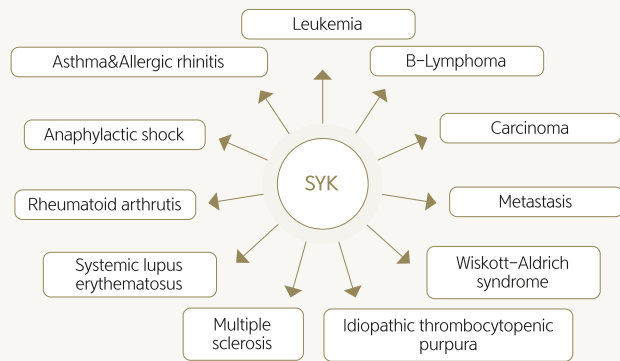 Leukemia
Asthma&Allergic rhinitis
B-Lymphoma
Anaphylactic shock
Carcinoma
SYK
Rheumatoid arthrutis
Metastasis
Systemic lupus
erythematosus
Wiskott-Aldrich
syndrome
Multiple
sclerosis
Idiopathic thrombocytopenic
purpura